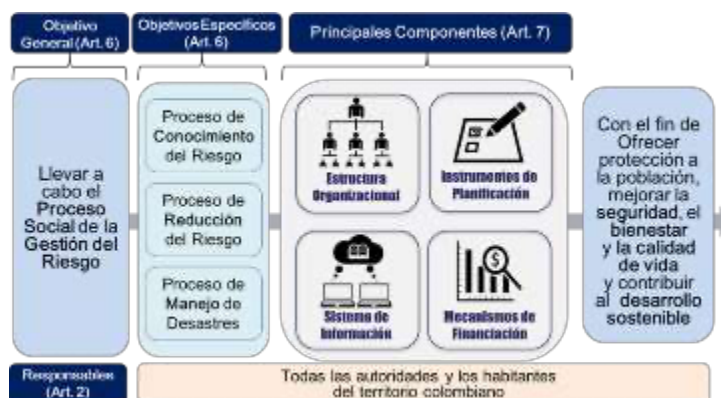 Objetivo
General (Art. 6)
Objetivos Específicos
(Art. 6)
Principales Componentes (Art. 7)
Llevar a
cabo el
Proceso
Social de la
Gestión del
Riesgo
Proceso de
Conocimiento
del Riesgo
Proceso de
Reducción
del Riesgo
Proceso de
Manejo de
Desastres
Estructura
Organizacional
Instrumentos de
Planificación
Sistema de
Información
Mecanismos de
Financiación
Con el fin de
Ofrecer
protección a
la población,
mejorar la
seguridad, el
bienestar
y la calidad
de vida
y contribuir
al desarrollo
sostenible
Responsables
(Art. 2)
Todas las autoridades y los habitantes
del territorio colombiano